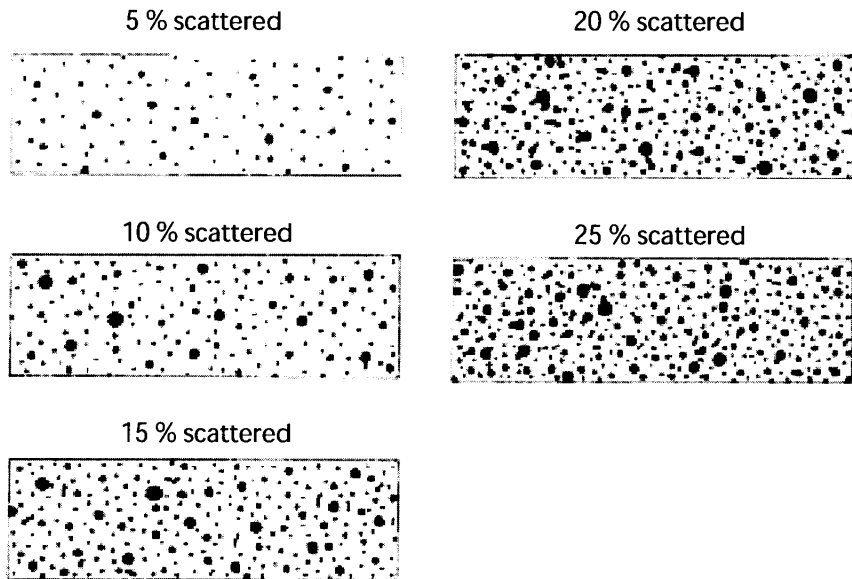 5 % scattered
20 % scattered
10 % scattered
25 % scattered
15 % scattered